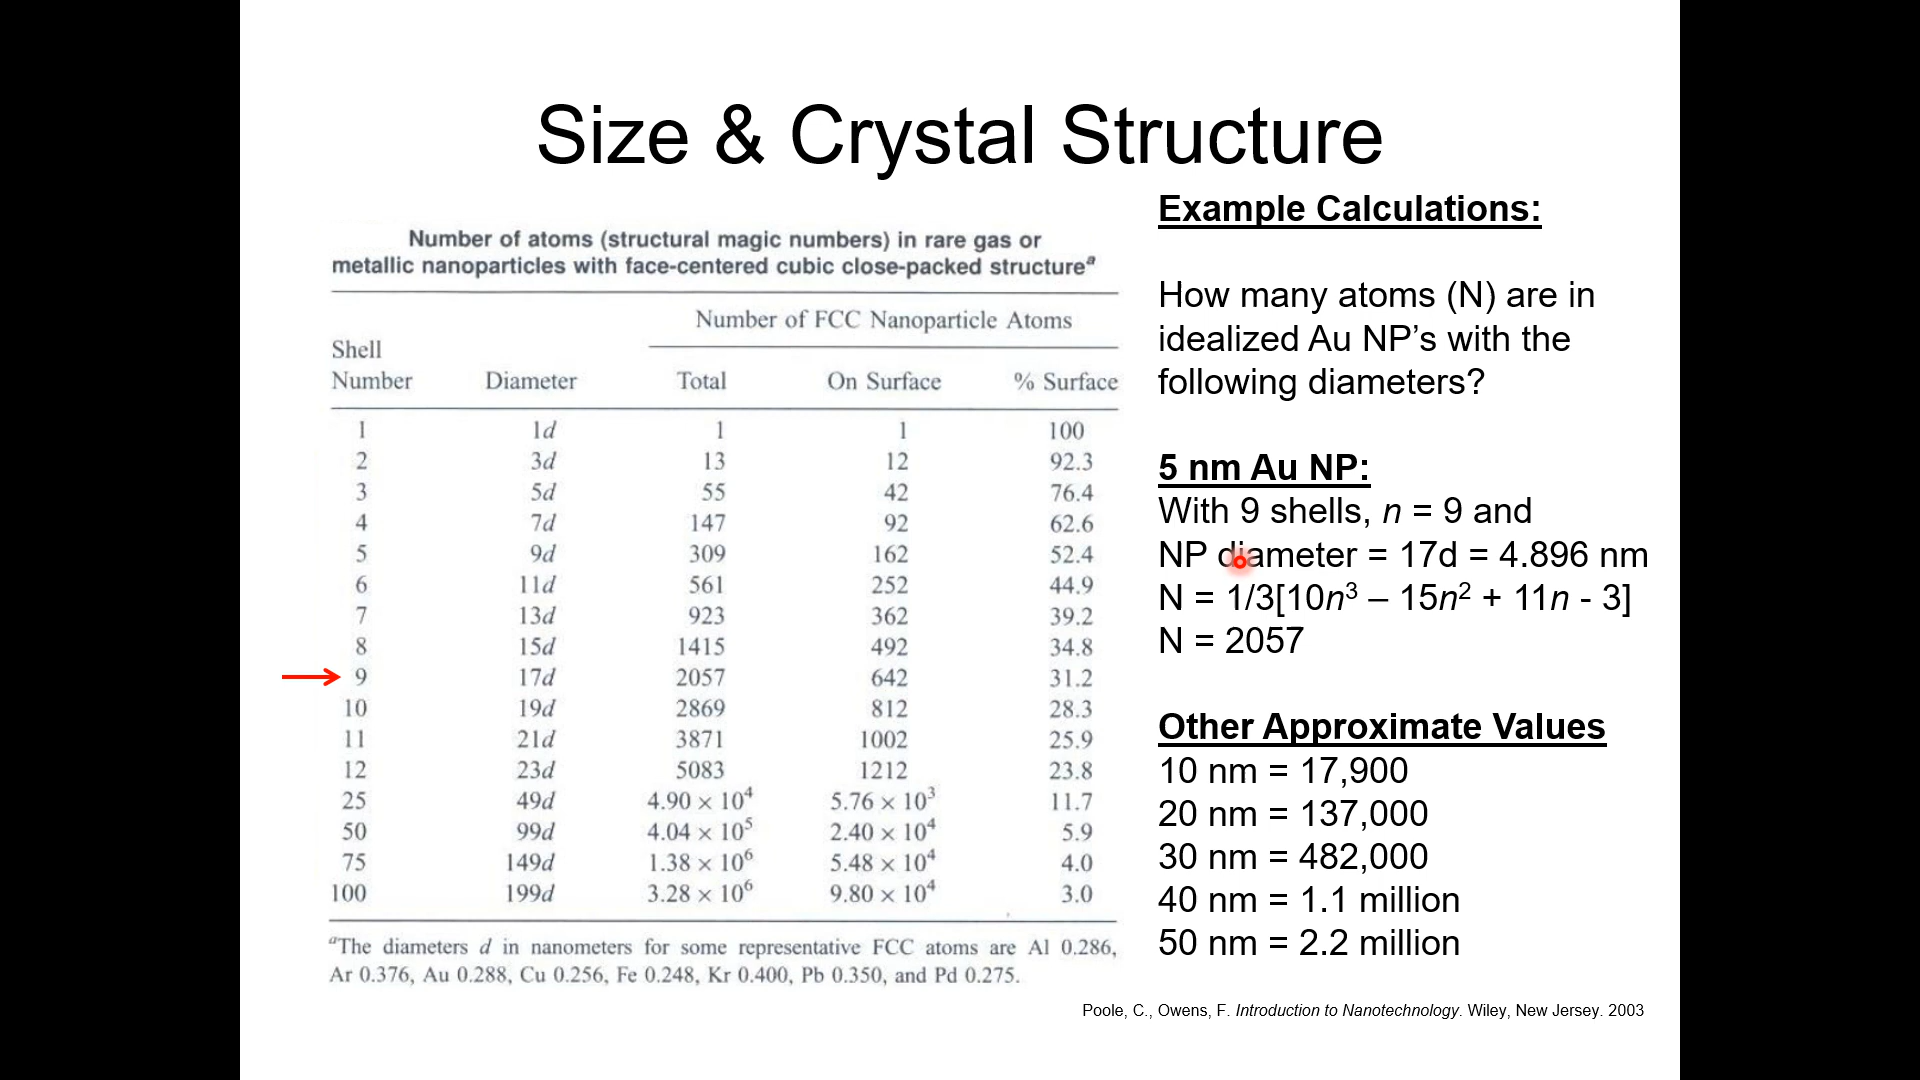 Size & Crystal Structure
Number of atoms (structural magic numbers) in rare gas or
metallic nanoparticles with face-centered cubic close-packed structureᵃ
Number of FCC Nanoparticle Atoms
Shell
Number Diameter Total On Surface % Surface
1 1d 1 1 100
2 3d 13 12 92.3
3 5d 55 42 76.4
4 7d 147 92 62.6
5 9d 309 162 52.4
6 11d 561 252 44.9
7 13d 923 362 39.2
8 15d 1415 492 34.8
9 17d 2057 642 31.2
10 19d 2869 812 28.3
11 21d 3871 1002 25.9
12 23d 5083 1212 23.8
25 49d 4.90 × 10⁴ 5.76 × 10³ 11.7
50 99d 4.04 × 10⁵ 2.40 × 10⁴ 5.9
75 149d 1.38 × 10⁶ 5.48 × 10⁴ 4.0
100 199d 3.28 × 10⁶ 9.80 × 10⁴ 3.0
ᵃThe diameters d in nanometers for some representative FCC atoms are Al 0.286,
Ar 0.376, Au 0.288, Cu 0.256, Fe 0.248, Kr 0.400, Pb 0.350, and Pd 0.275.
Example Calculations:
How many atoms (N) are in
idealized Au NP’s with the
following diameters?
5 nm Au NP:
With 9 shells, n = 9 and
NP diameter = 17d = 4.896 nm
N = 1/3[10n³ – 15n² + 11n - 3]
N = 2057
Other Approximate Values
10 nm = 17,900
20 nm = 137,000
30 nm = 482,000
40 nm = 1.1 million
50 nm = 2.2 million
Poole, C., Owens, F. Introduction to Nanotechnology. Wiley, New Jersey. 2003